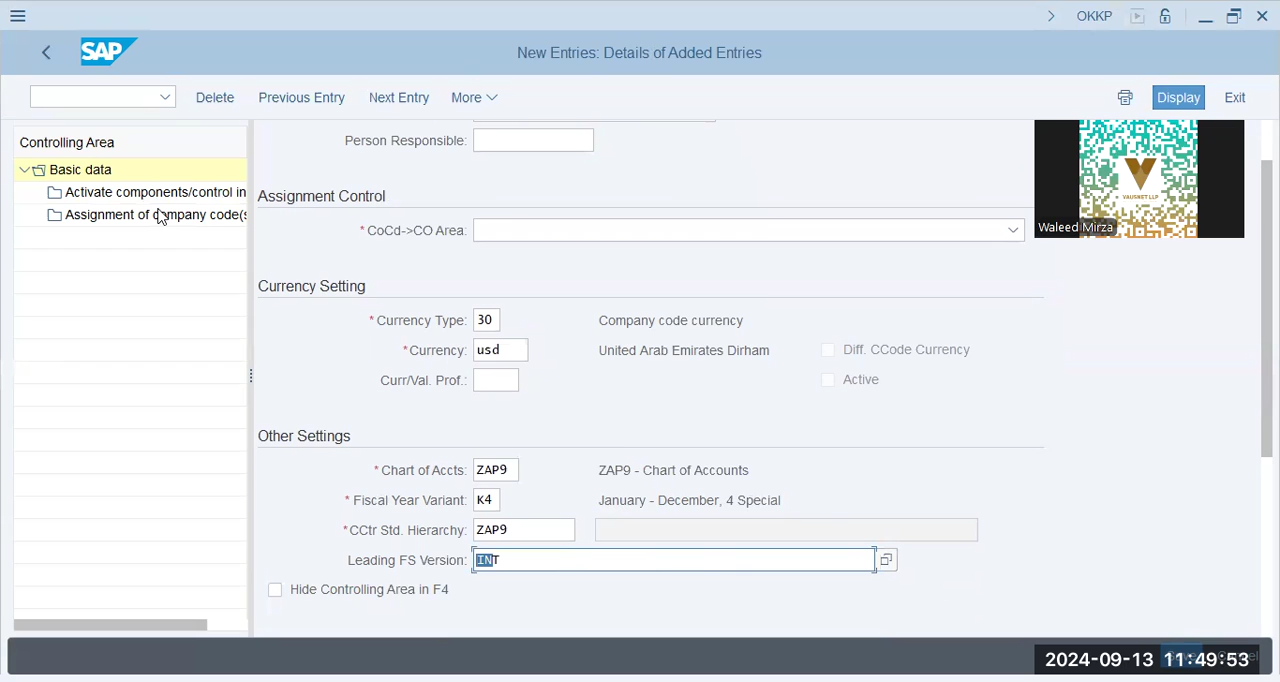 OKKP
SAP
New Entries: Details of Added Entries
Delete
Previous Entry
Next Entry
More
Display
Exit
Controlling Area
Basic data
Activate components/control in
Assignment of company code(s
Person Responsible:
Assignment Control
* CoCd->CO Area:
Currency Setting
* Currency Type: 30 Company code currency
* Currency: usd United Arab Emirates Dirham Diff. CCode Currency
Curr/Val. Prof.: Active
Other Settings
* Chart of Accts: ZAP9 ZAP9 - Chart of Accounts
* Fiscal Year Variant: K4 January - December, 4 Special
* CCtr Std. Hierarchy: ZAP9
Leading FS Version: INT
Hide Controlling Area in F4
VAUSNET LLP
Waleed Mirza
2024-09-13 11:49:53